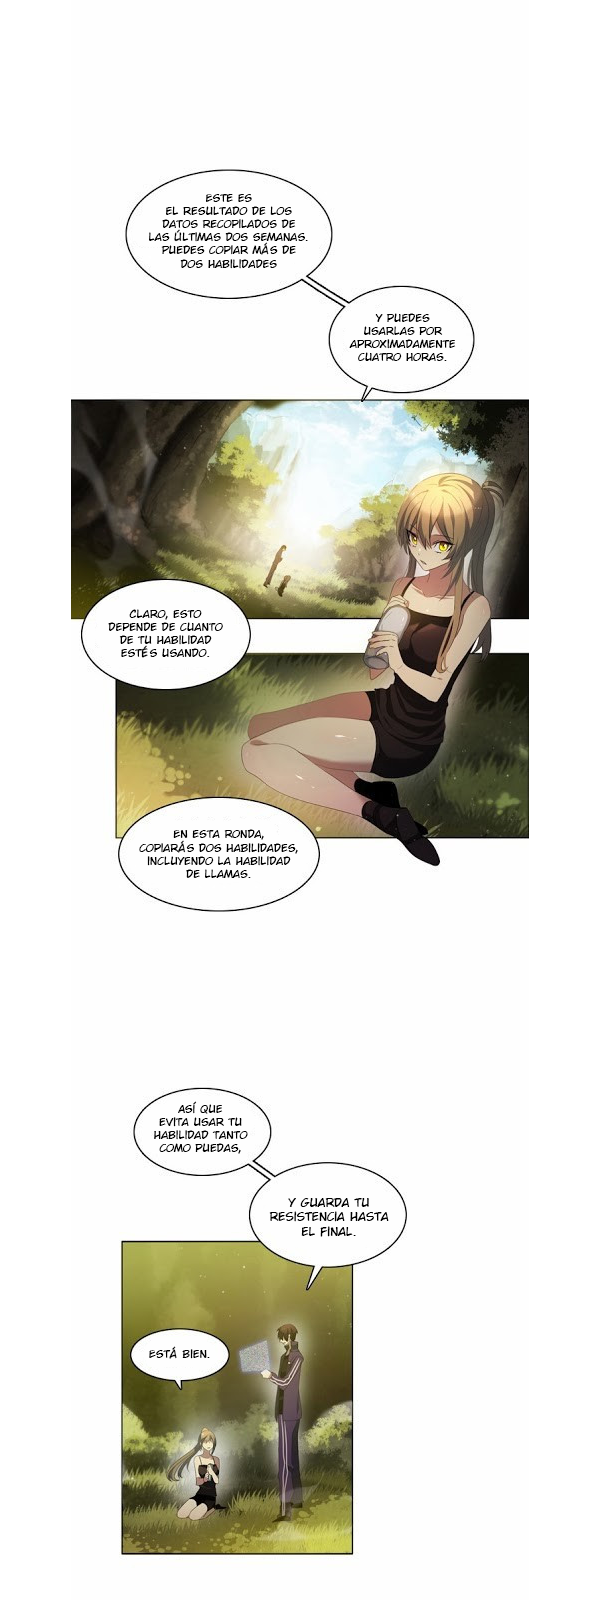 ESTE ES
EL RESULTADO DE LOS
DATOS RECOPILADOS DE
LAS ÚLTIMAS DOS SEMANAS.
PUEDES COPIAR MÁS DE
DOS HABILIDADES
Y PUEDES
USARLAS POR
APROXIMADAMENTE
CUATRO HORAS.
CLARO, ESTO
DEPENDE DE CUANTO
DE TU HABILIDAD
ESTÉS USANDO.
EN ESTA RONDA,
COPIARÁS DOS HABILIDADES,
INCLUYENDO LA HABILIDAD
DE LLAMAS.
ASÍ QUE
EVITA USAR TU
HABILIDAD TANTO
COMO PUEDAS,
Y GUARDA TU
RESISTENCIA HASTA
EL FINAL.
ESTÁ BIEN.